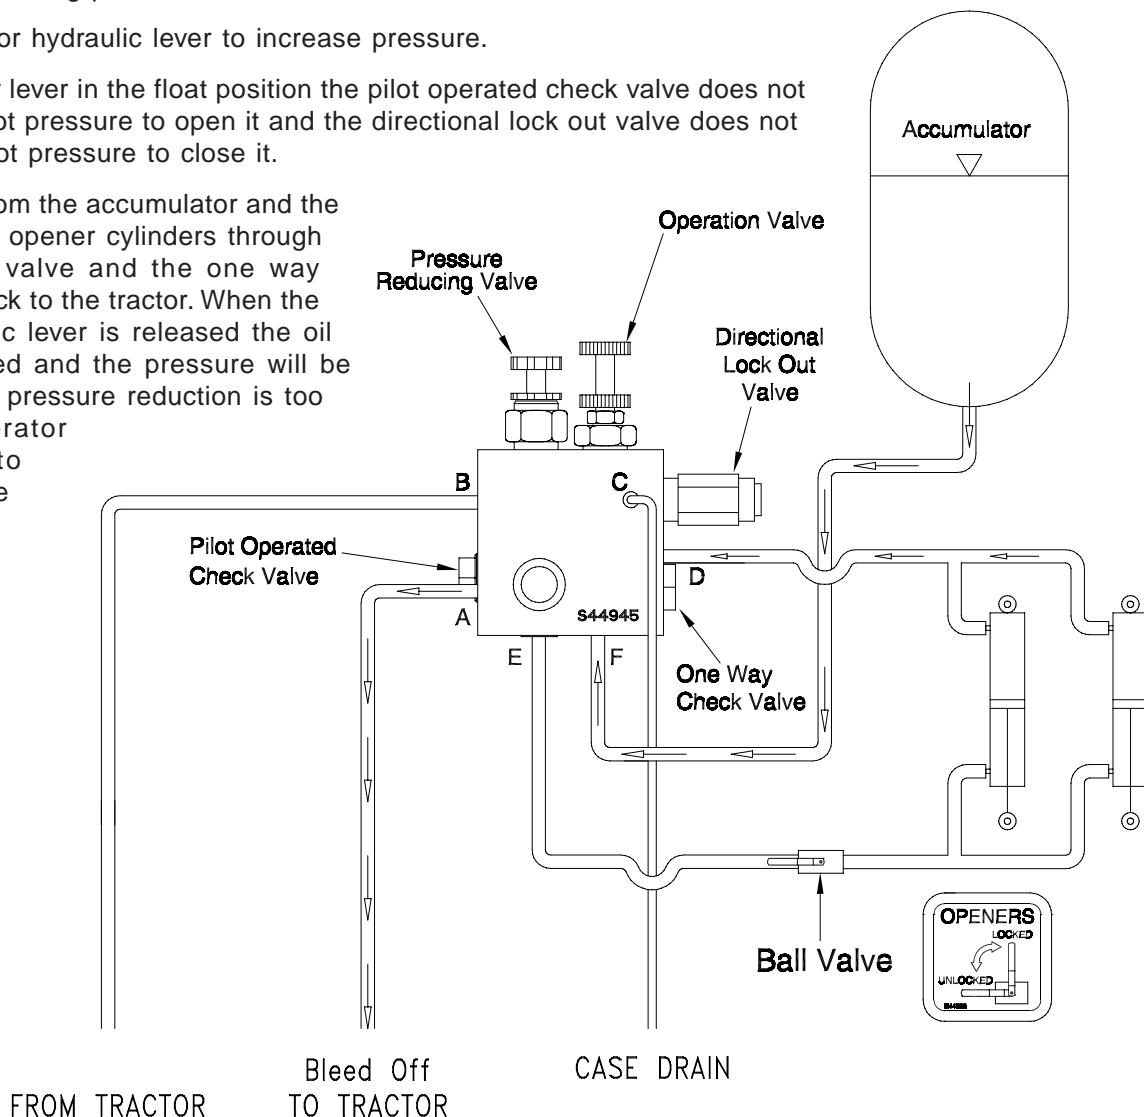 or hydraulic lever to increase pressure.
lever in the float position the pilot operated check valve does not
ot pressure to open it and the directional lock out valve does not
ot pressure to close it.
om the accumulator and the
opener cylinders through
valve and the one way
ck to the tractor. When the
c lever is released the oil
ed and the pressure will be
pressure reduction is too
erator
to
e
Accumulator
Operation Valve
Pressure
Reducing Valve
Directional
Lock Out
Valve
B
C
Pilot Operated
Check Valve
D
A
S44945
E
F
One Way
Check Valve
Ball Valve
OPENERS
LOCKED
UNLOCKED
Bleed Off
CASE DRAIN
FROM TRACTOR
TO TRACTOR